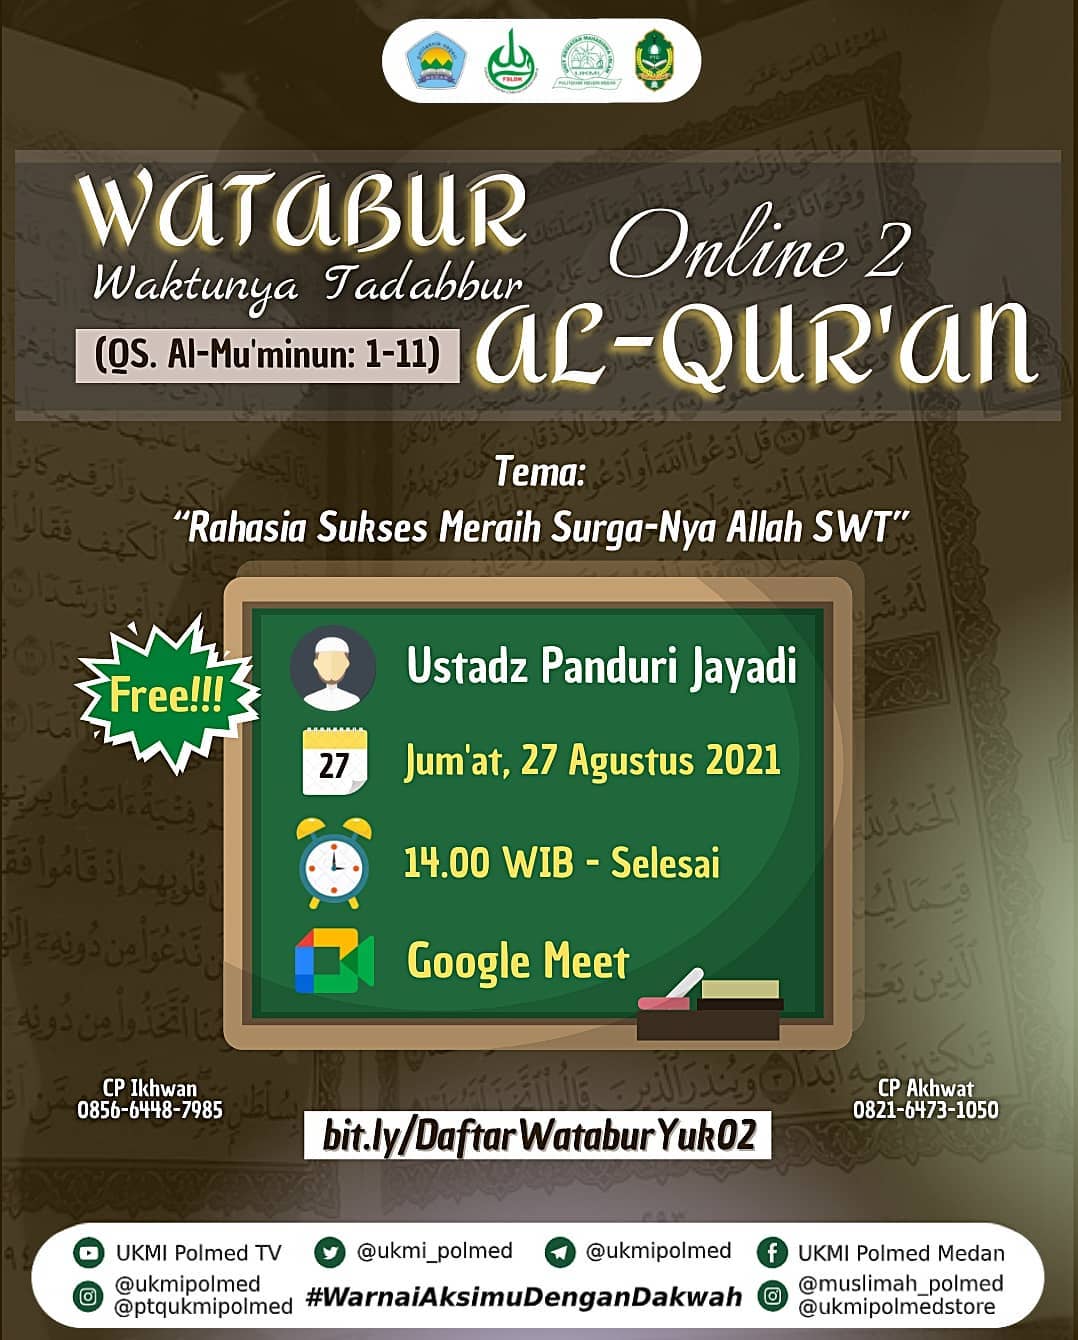 WATABUR
Waktunya Tadabbur
Online 2
(QS. Al-Mu'minun: 1-11)
AL-QUR'AN
Tema:
“Rahasia Sukses Meraih Surga-Nya Allah SWT”
Free!!!
Ustadz Panduri Jayadi
27
Jum'at, 27 Agustus 2021
14.00 WIB - Selesai
Google Meet
CP Ikhwan
0856-6448-7985
CP Akhwat
0821-6473-1050
bit.ly/DaftarWataburYuk02
UKMI Polmed TV
@ukmi_polmed
@ukmipolmed
UKMI Polmed Medan
@ukmipolmed
@ptqukmipolmed
#WarnaiAksimuDenganDakwah
@muslimah_polmed
@ukmipolmedstore